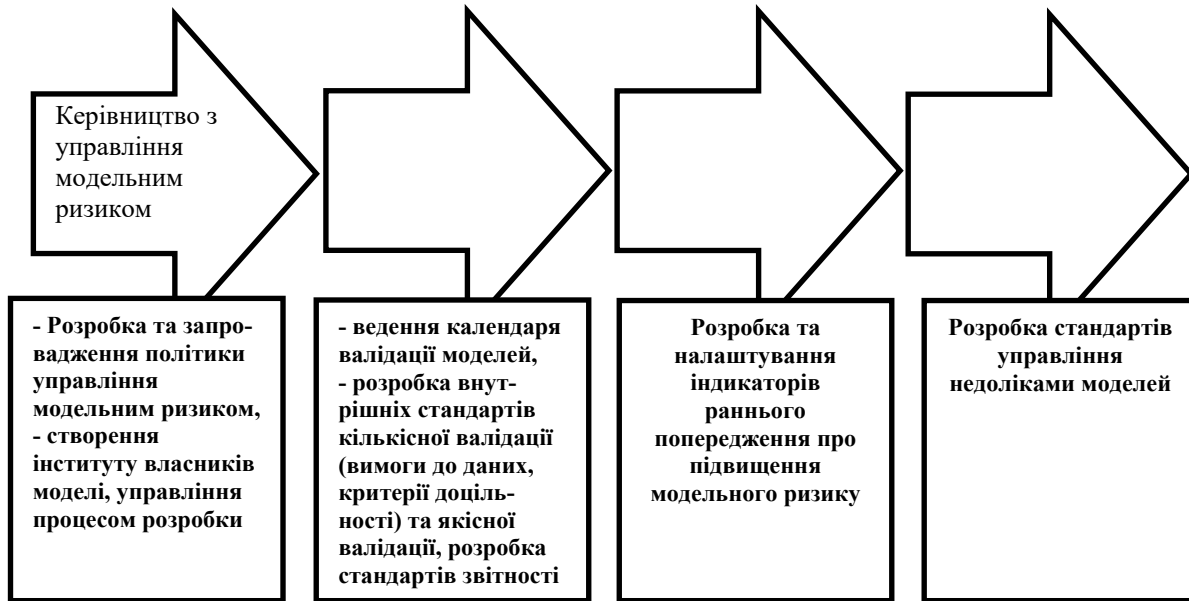 Керівництво з
управління
модельним
ризиком
- Розробка та запро-
вадження політики
управління
модельним ризиком,
- створення
інституту власників
моделі, управління
процесом розробки
- ведення календаря
валідації моделей,
- розробка внут-
рішніх стандартів
кількісної валідації
(вимоги до даних,
критерії доціль-
ності) та якісної
валідації, розробка
стандартів звітності
Розробка та
налаштування
індикаторів
раннього
попередження про
підвищення
модельного ризику
Розробка стандартів
управління
недоліками моделей